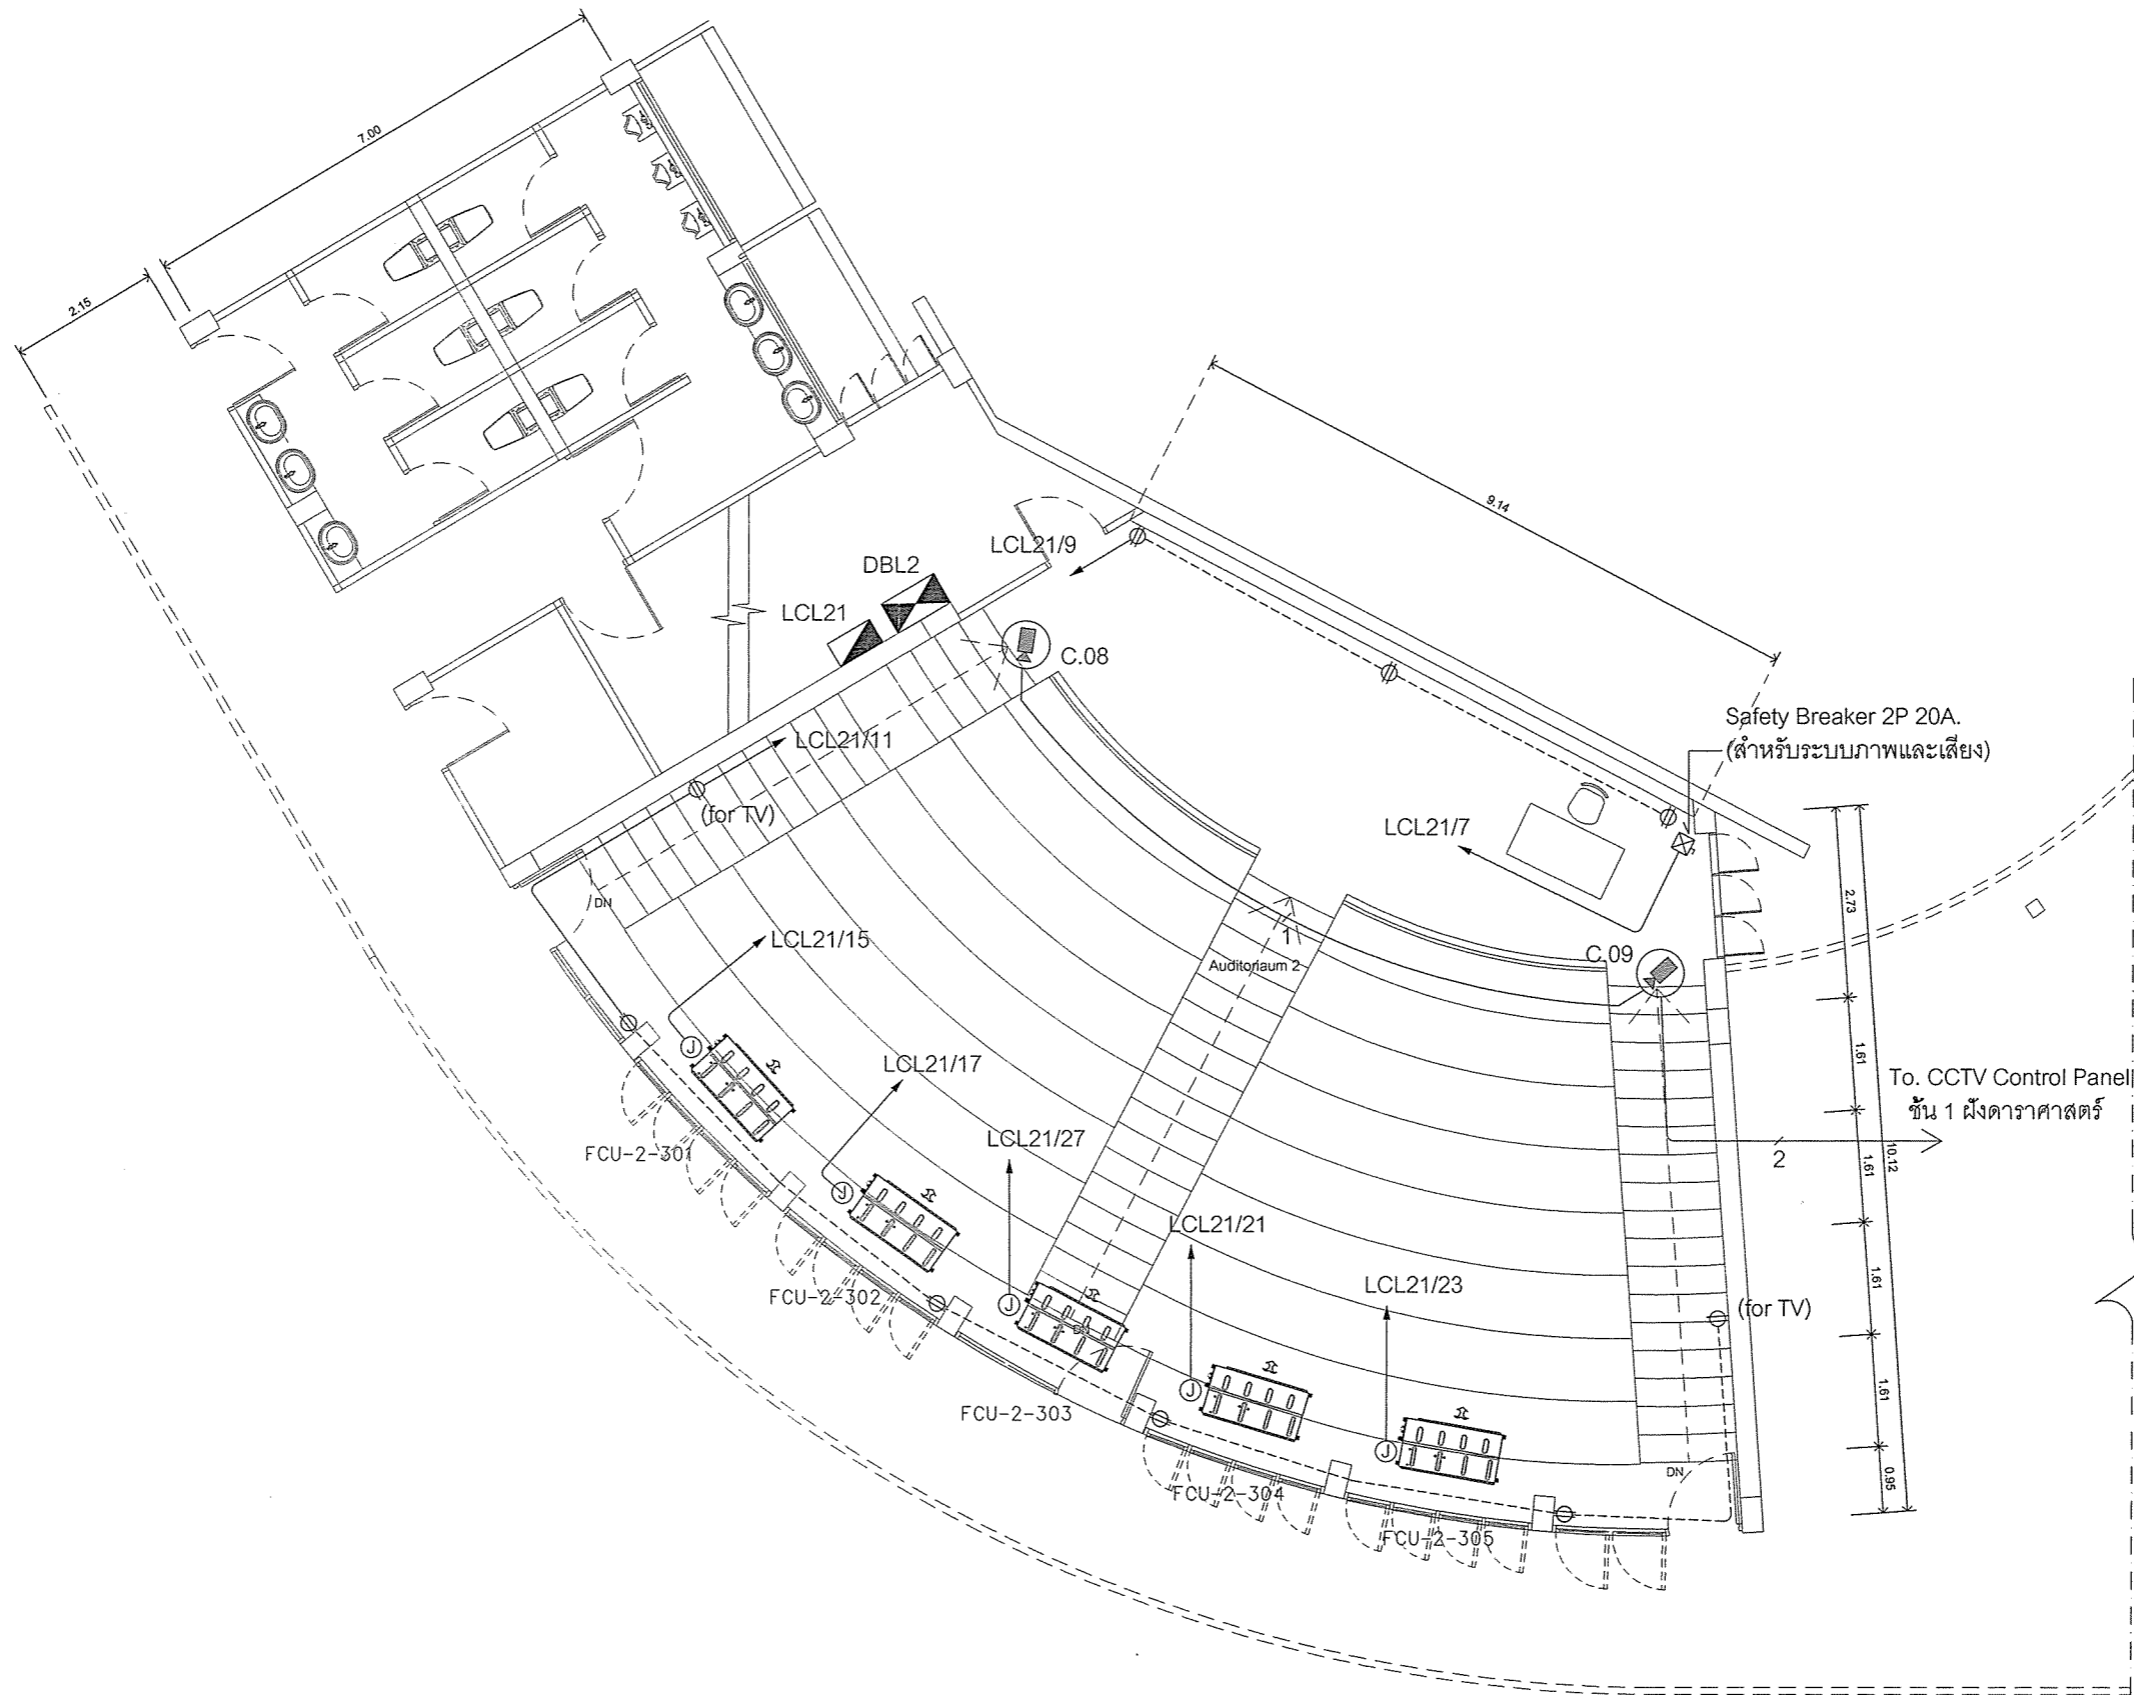 7.00
2.15
9.14
LCL21/9
DBL2
LCL21
C.08
Safety Breaker 2P 20A.
(สำหรับระบบภาพและเสียง)
LCL21/11
(for TV)
LCL21/7
2.73
DN
1
LCL21/15
Auditoriaum 2
C.09
1.61
LCL21/17
To. CCTV Control Panel
ชั้น 1 ฝั่งดาราศาสตร์
LCL21/27
FCU-2-301
2
10.12
1.61
LCL21/21
LCL21/23
1.61
FCU-2-302
(for TV)
J
J
J
J
J
1.61
FCU-2-303
DN
0.95
FCU-2-304
FCU-2-305